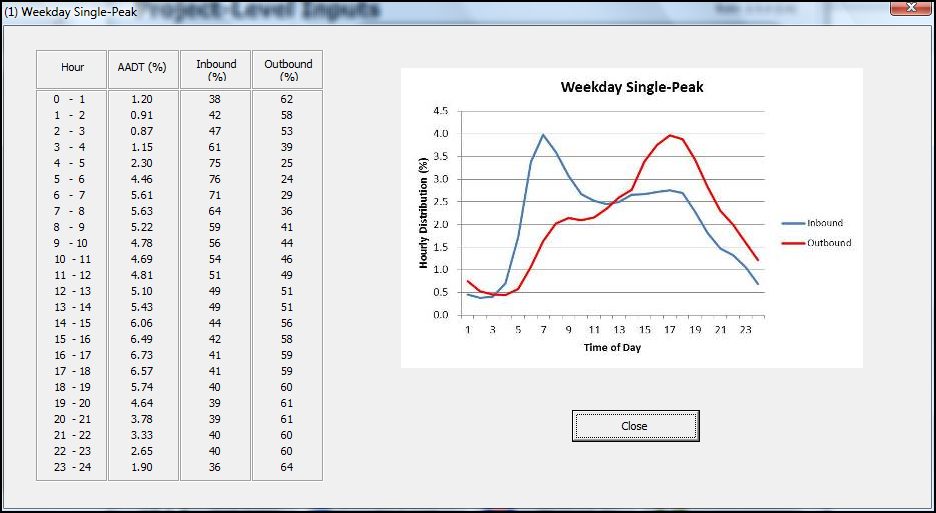 (1) Weekday Single-Peak
Project-Level Inputs
Hour AADT (%) Inbound (%) Outbound (%)
0 - 1 1.20 38 62
1 - 2 0.91 42 58
2 - 3 0.87 47 53
3 - 4 1.15 61 39
4 - 5 2.30 75 25
5 - 6 4.46 76 24
6 - 7 5.61 71 29
7 - 8 5.63 64 36
8 - 9 5.22 59 41
9 - 10 4.78 56 44
10 - 11 4.69 54 46
11 - 12 4.81 51 49
12 - 13 5.10 49 51
13 - 14 5.43 49 51
14 - 15 6.06 44 56
15 - 16 6.49 42 58
16 - 17 6.73 41 59
17 - 18 6.57 41 59
18 - 19 5.74 40 60
19 - 20 4.64 39 61
20 - 21 3.78 39 61
21 - 22 3.33 40 60
22 - 23 2.65 40 60
23 - 24 1.90 36 64
Weekday Single-Peak
Hourly Distribution (%)
4.5
4.0
3.5
3.0
2.5
2.0
1.5
1.0
0.5
0.0
1 3 5 7 9 11 13 15 17 19 21 23
Time of Day
Inbound
Outbound
Close